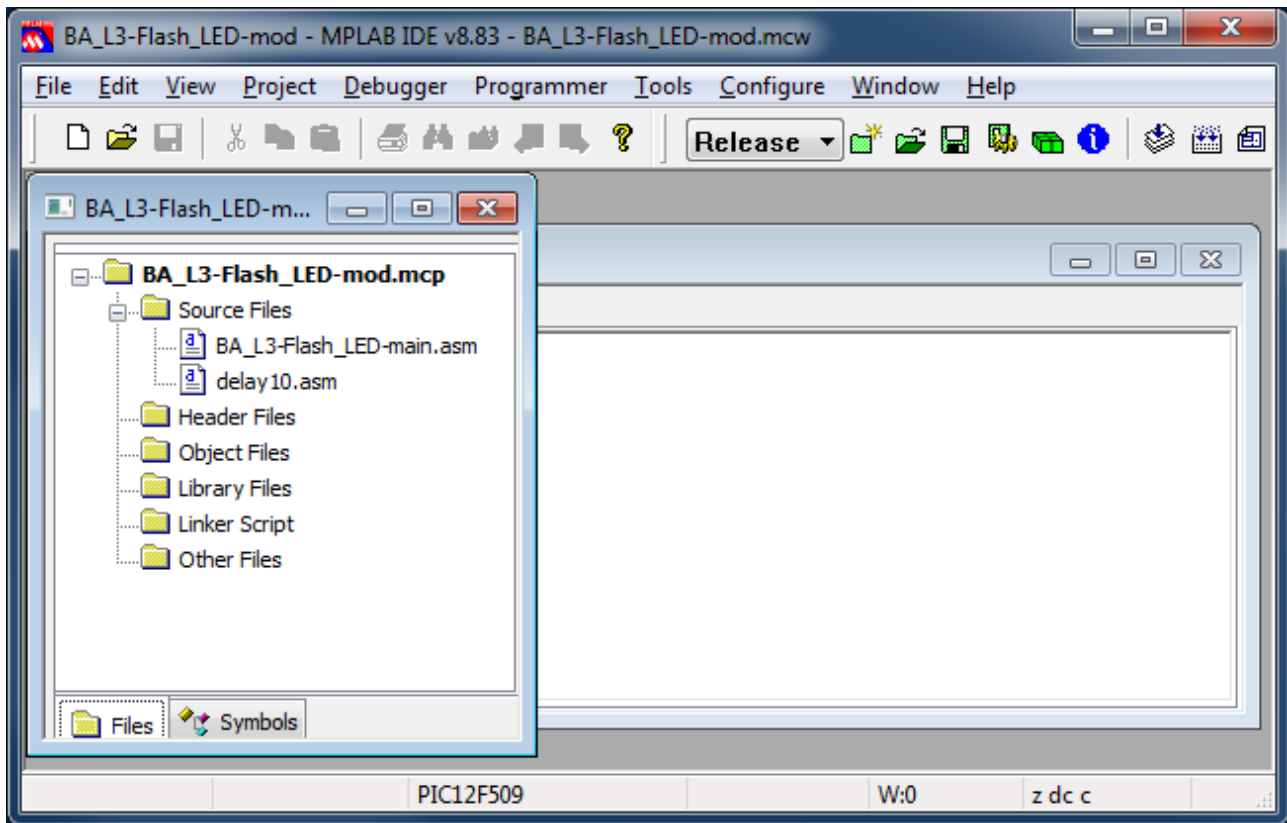 BA_L3-Flash_LED-mod - MPLAB IDE v8.83 - BA_L3-Flash_LED-mod.mcw
File Edit View Project Debugger Programmer Tools Configure Window Help
Release
BA_L3-Flash_LED-m...
BA_L3-Flash_LED-mod.mcp
Source Files
BA_L3-Flash_LED-main.asm
delay10.asm
Header Files
Object Files
Library Files
Linker Script
Other Files
Files Symbols
PIC12F509 W:0 z dc c